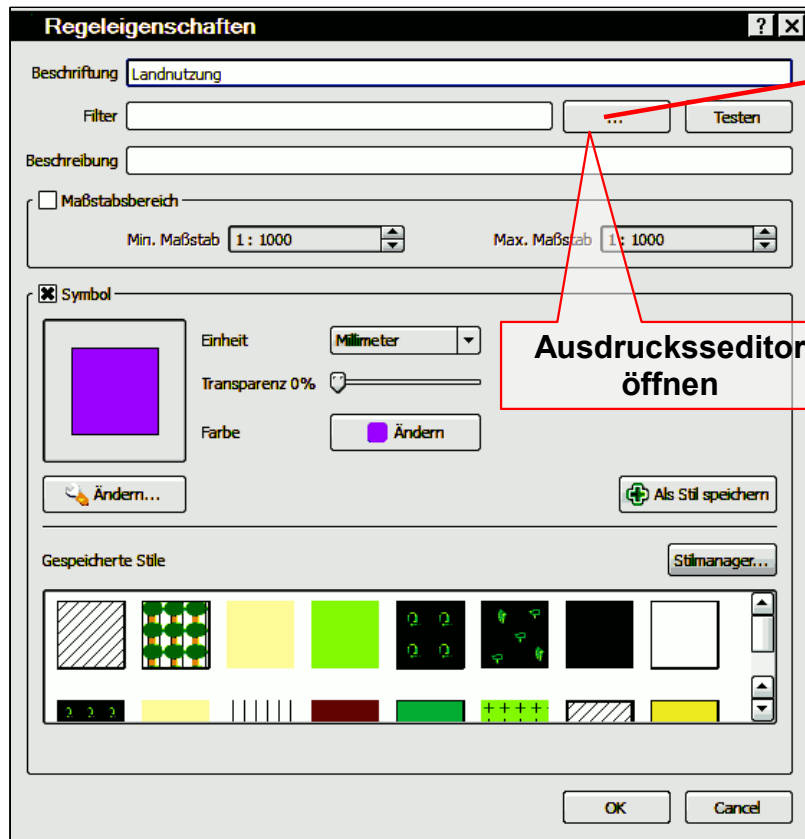 Regeleigenschaften ? X
Beschriftung Landnutzung
Filter ... Testen
Beschreibung
Maßstabsbereich
Min. Maßstab 1 : 1000 Max. Maßstab 1 : 1000
Symbol
Einheit Millimeter
Ausdrucksseditor
öffnen
Transparenz 0%
Farbe Ändern
Ändern... Als Stil speichern
Gespeicherte Stile Stilmanager...
OK Cancel